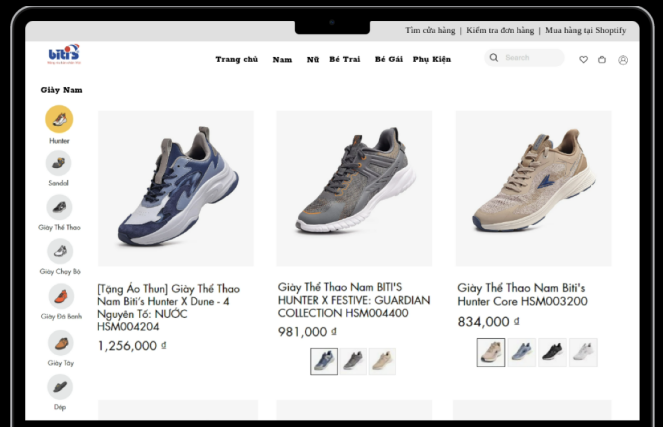 Tìm cửa hàng | Kiểm tra đơn hàng | Mua hàng tại Shoptify
bitis
Trang chủ Nam Nữ Bé Trai Bé Gái Phụ Kiện
Search
Giày Nam
Hunter
Sandal
Giày Thể Thao
Giày Chạy Bộ
Giày Đá Banh
Giày Tây
Dép
[Tặng Áo Thun] Giày Thể Thao
Nam Biti's Hunter X Dune - 4
Nguyên Tố: NƯỚC
HSM004204
1,256,000 ₫
Giày Thể Thao Nam BITI'S
HUNTER X FESTIVE: GUARDIAN
COLLECTION HSM004400
981,000 ₫
Giày Thể Thao Nam Biti's
Hunter Core HSM003200
834,000 ₫